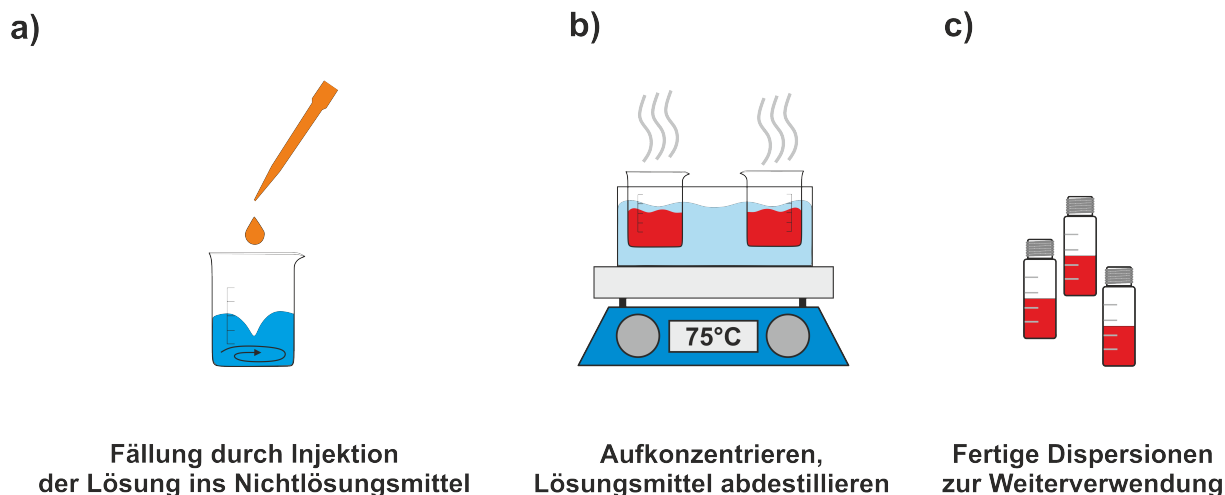 a)
b)
c)
75°C
Fällung durch Injektion
der Lösung ins Nichtlösungsmittel
Aufkonzentrieren,
Lösungsmittel abdestillieren
Fertige Dispersionen
zur Weiterverwendung